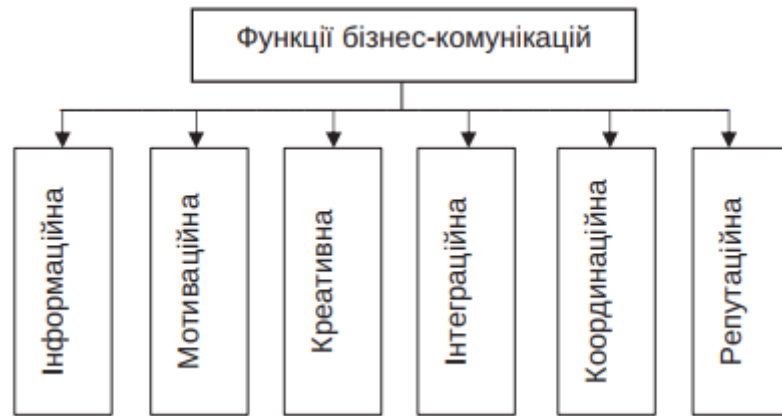 Функції бізнес-комунікацій
Інформаційна
Мотиваційна
Креативна
Інтеграційна
Координаційна
Репутаційна